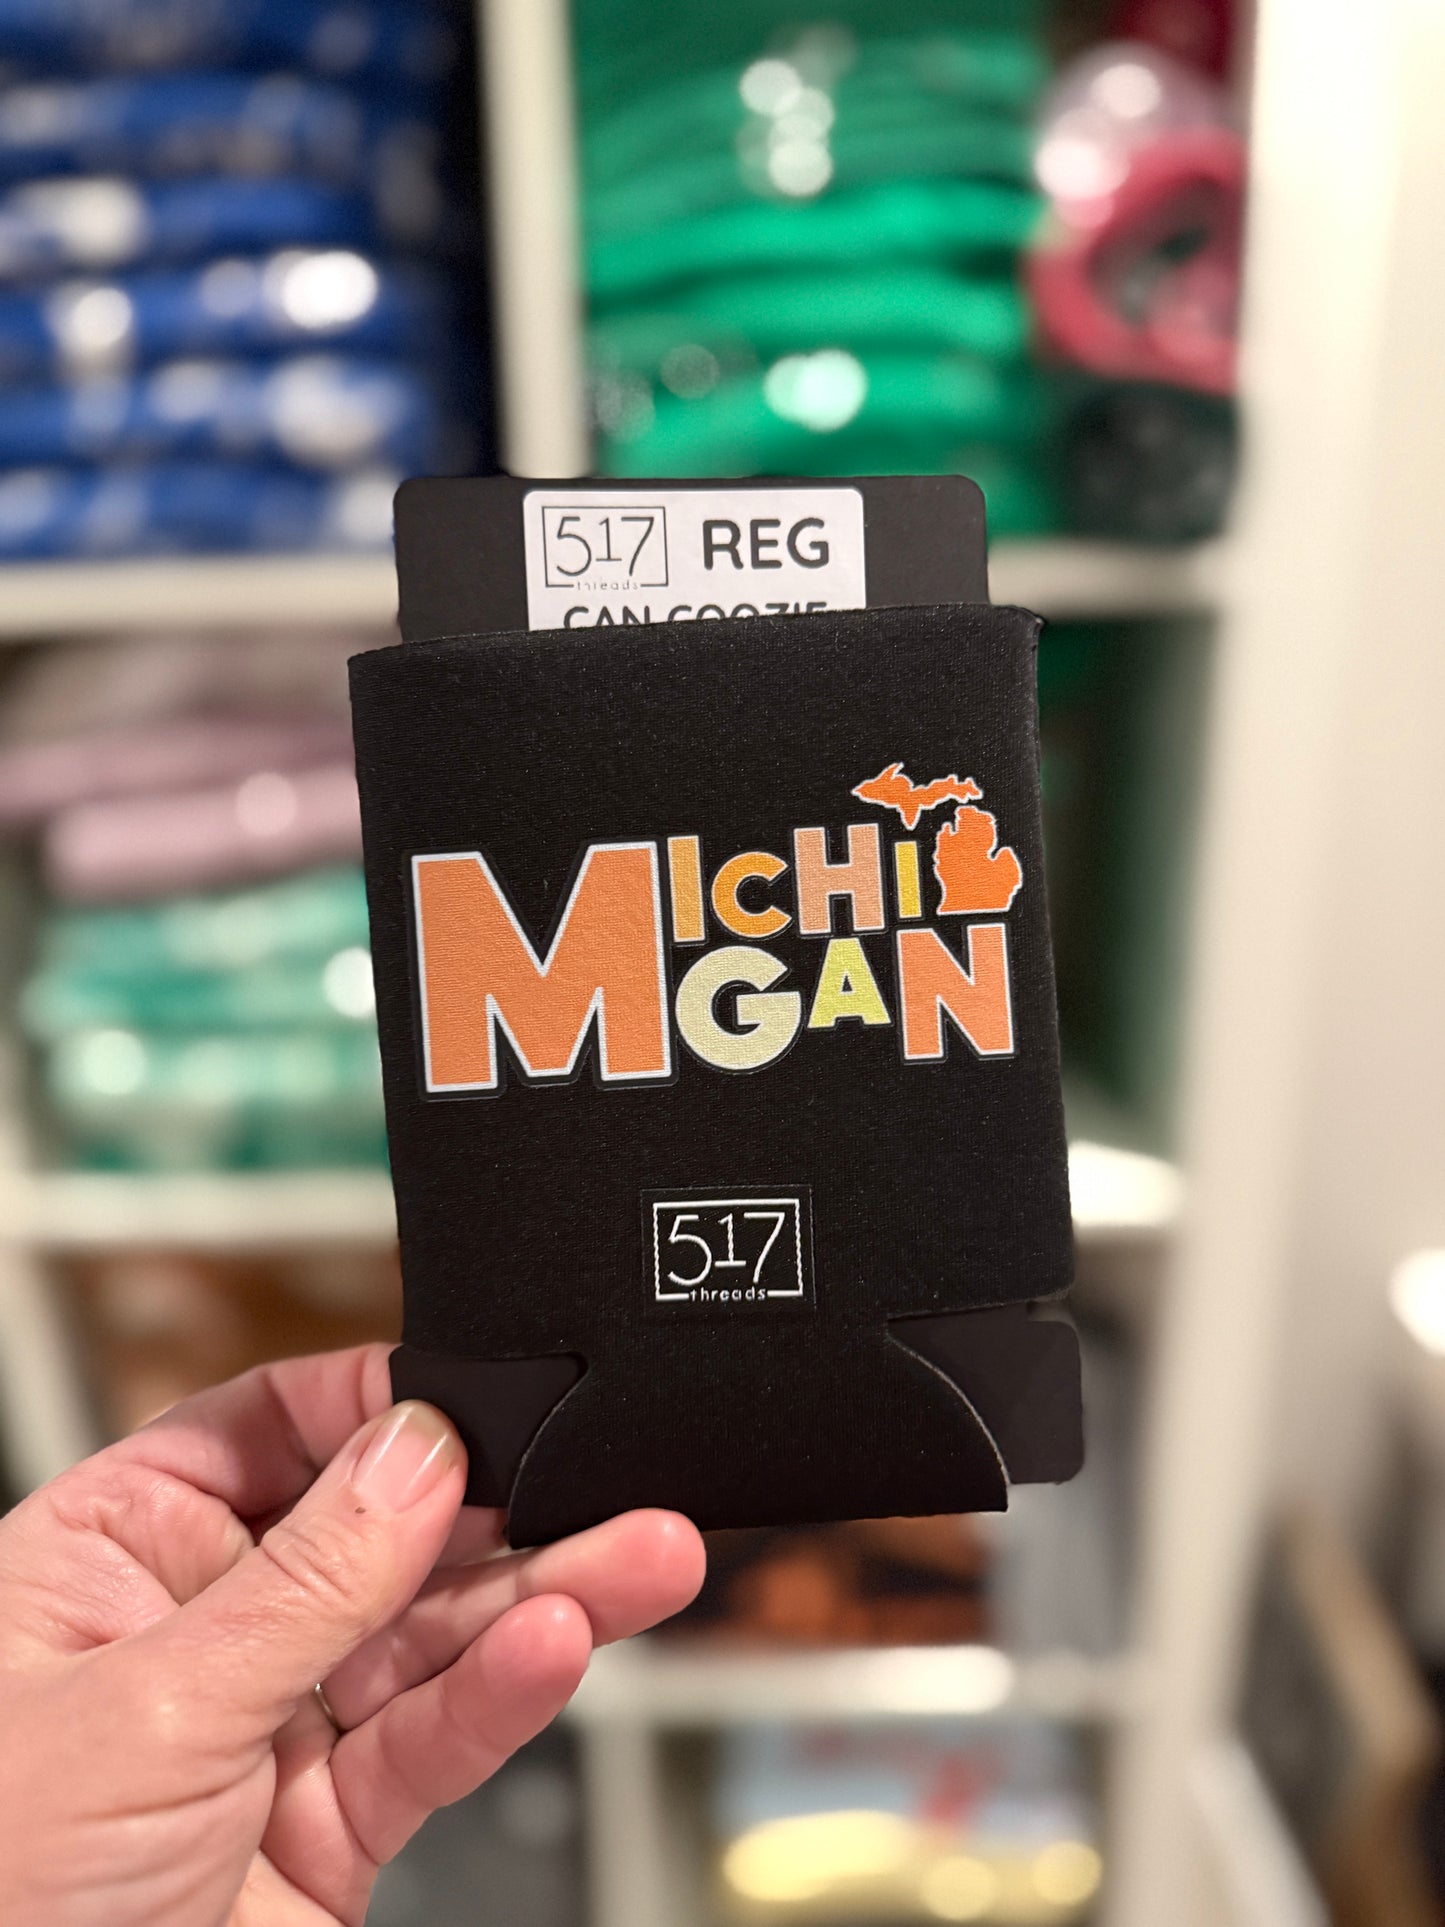 517 REG
threads
CAN COOZIE
MICHI
GAN
517
threads